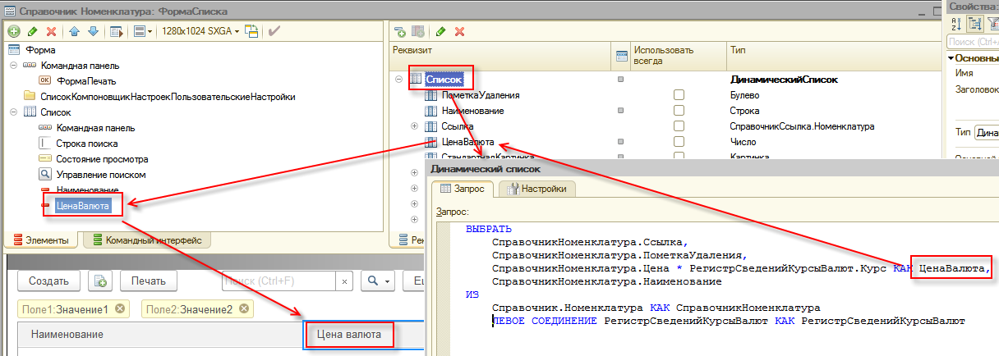 Справочник Номенклатура: ФормаСписка
1280x1024 SXGA
Форма
Командная панель
OK ФормаПечать
СписокКомпоновщикНастроекПользовательскиеНастройки
Список
Командная панель
Строка поиска
Состояние просмотра
Управление поиском
Наименование
ЦенаВалюта
Элементы
Командный интерфейс
Реквизит
Использовать всегда
Тип
Список
ДинамическийСписок
ПометкаУдаления
Булево
Наименование
Строка
Ссылка
СправочникСсылка.Номенклатура
ЦенаВалюта
Число
СтандартнаяКартинка
Картинка
Рек
Свойства:
Поиск (Ctrl+
Основны
Имя
Заголовок
Тип
Дина
Динамический список
Запрос
Настройки
Запрос:
ВЫБРАТЬ
СправочникНоменклатура.Ссылка,
СправочникНоменклатура.ПометкаУдаления,
СправочникНоменклатура.Цена * РегистрСведенийКурсыВалют.Курс КАК ЦенаВалюта,
СправочникНоменклатура.Наименование
ИЗ
Справочник.Номенклатура КАК СправочникНоменклатура
ЛЕВОЕ СОЕДИНЕНИЕ РегистрСведенийКурсыВалют КАК РегистрСведенийКурсыВалют
Создать
Печать
Поиск (Ctrl+F)
×
Поле1:Значение1
Поле2:Значение2
Наименование
Цена валюта